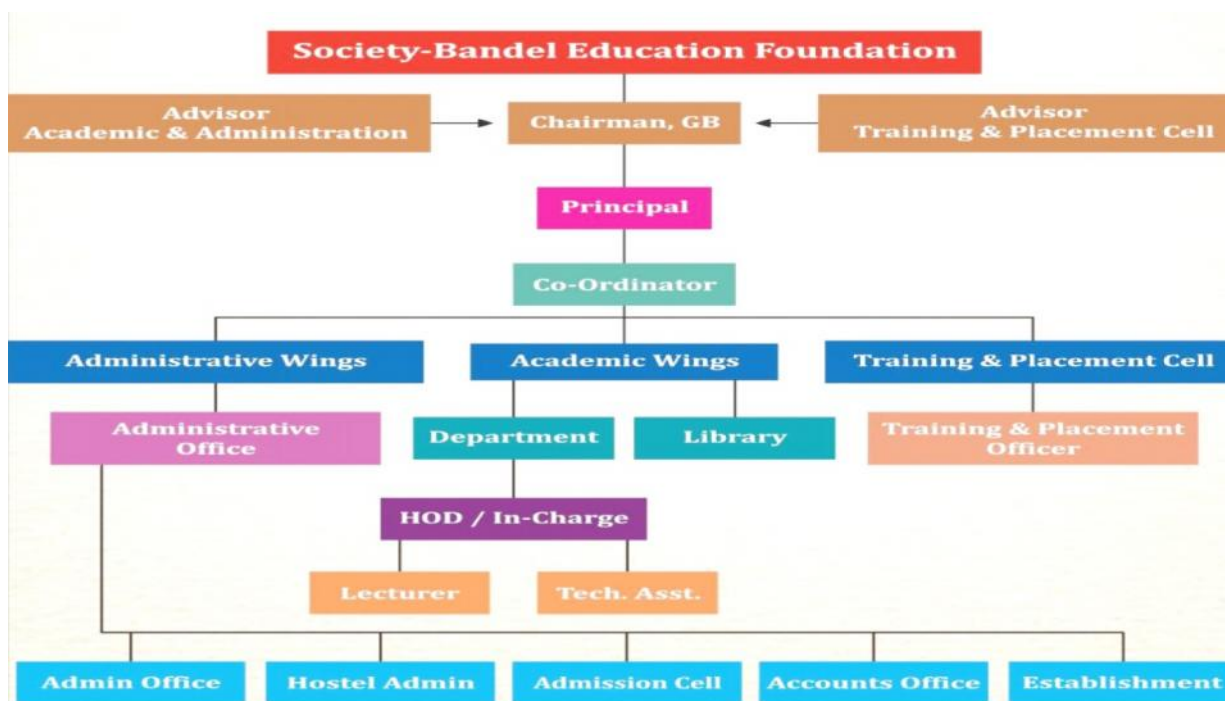 Society-Bandel Education Foundation
Advisor
Academic & Administration
Chairman, GB
Advisor
Training & Placement Cell
Principal
Co-Ordinator
Administrative Wings
Academic Wings
Training & Placement Cell
Administrative
Office
Department
Library
Training & Placement
Officer
HOD / In-Charge
Lecturer
Tech. Asst.
Admin Office
Hostel Admin
Admission Cell
Accounts Office
Establishment